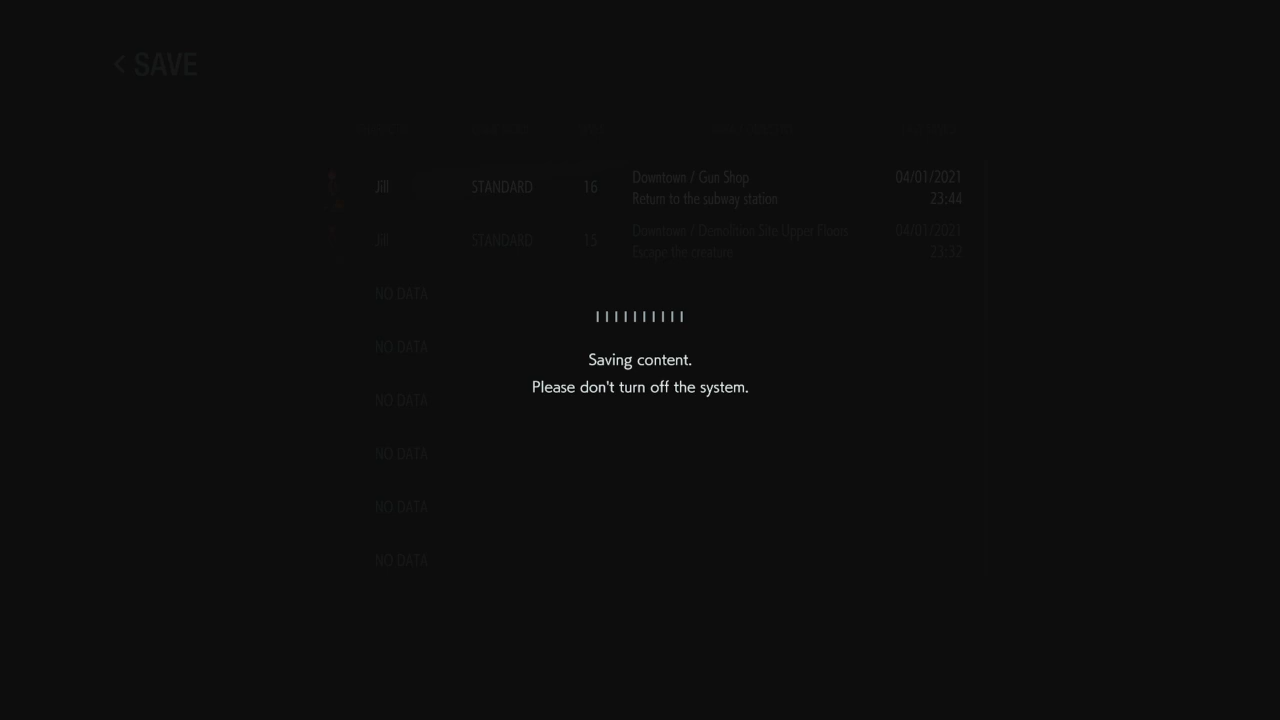 < SAVE
Jill STANDARD 16 Downtown / Gun Shop 04/01/2021
Return to the subway station 23:44
Jill STANDARD 15 Downtown / Demolition Site Upper Floors 04/01/2021
Escape the creature 23:37
NO DATA
NO DATA
Saving content.
Please don't turn off the system.
NO DATA
NO DATA
NO DATA
NO DATA